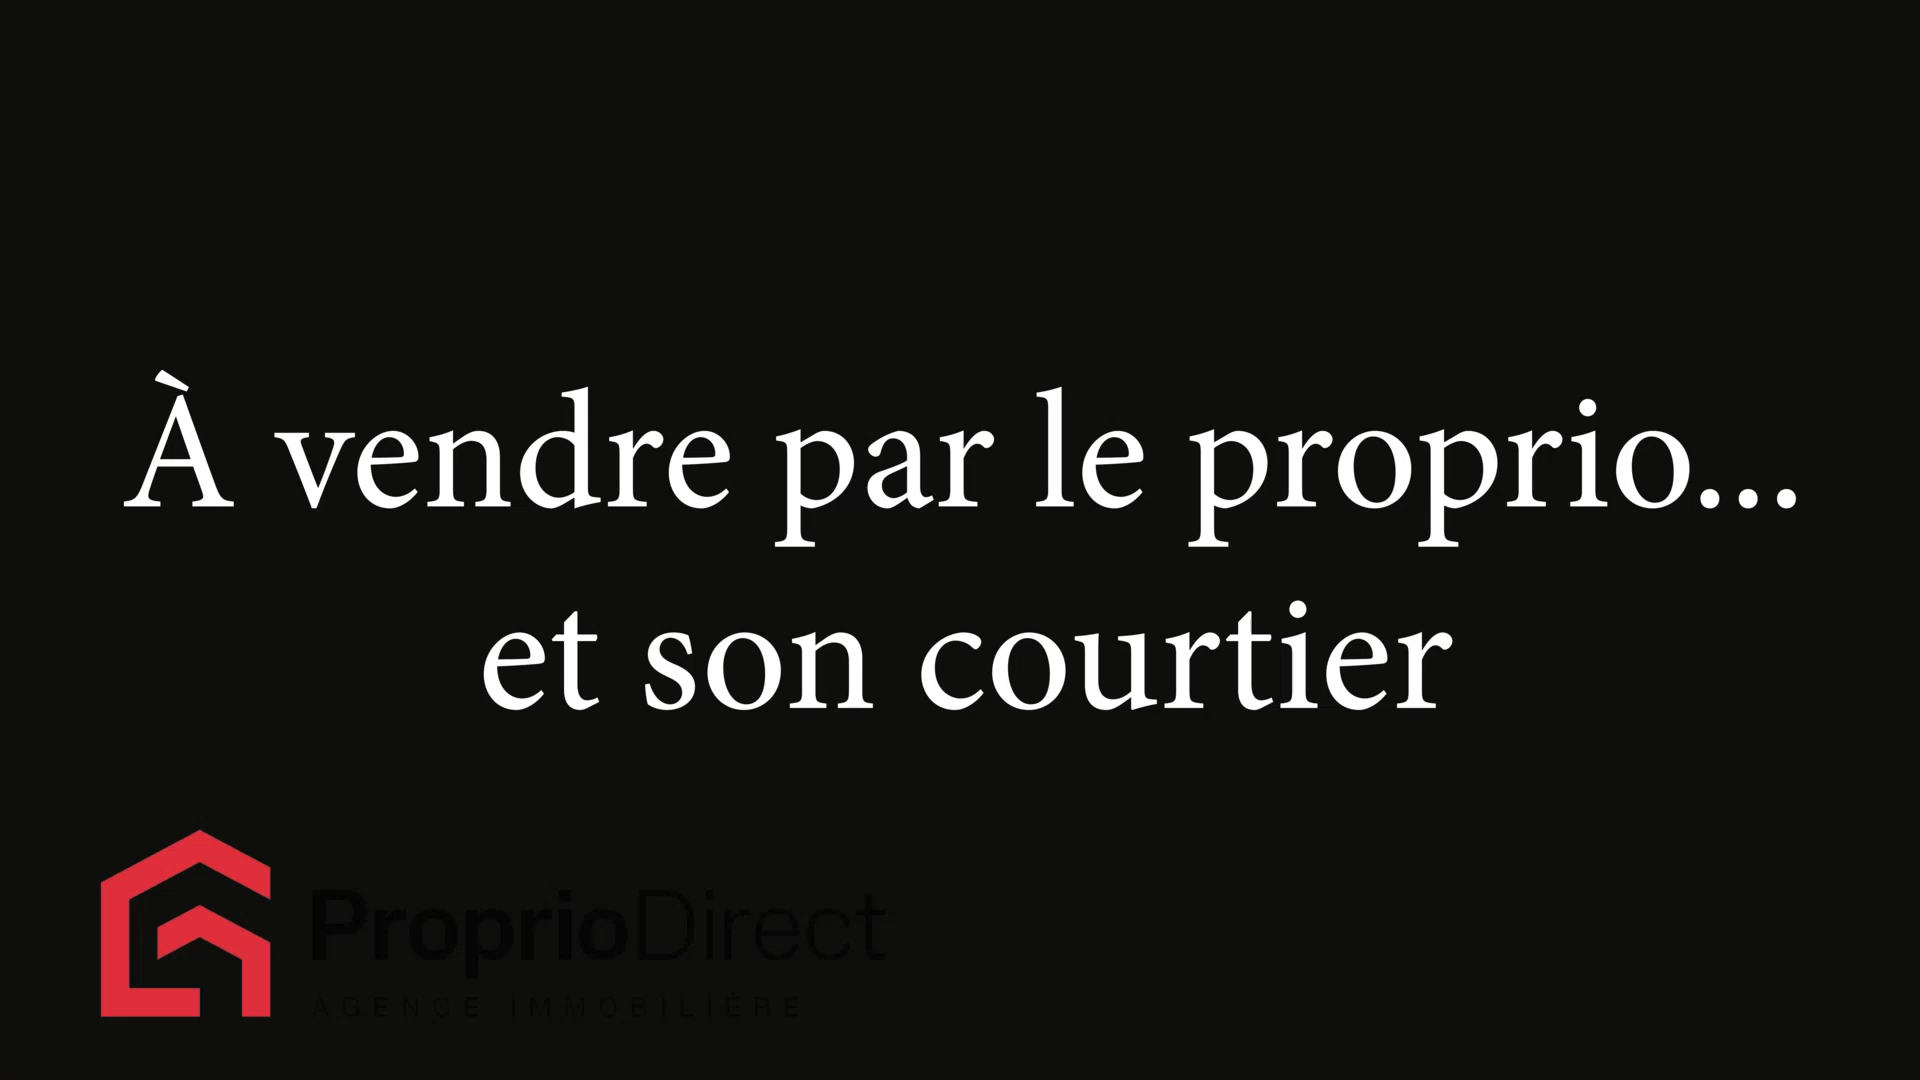 À vendre par le proprio...
et son courtier
ProprioDirect
AGENCE IMMOBILIÈRE